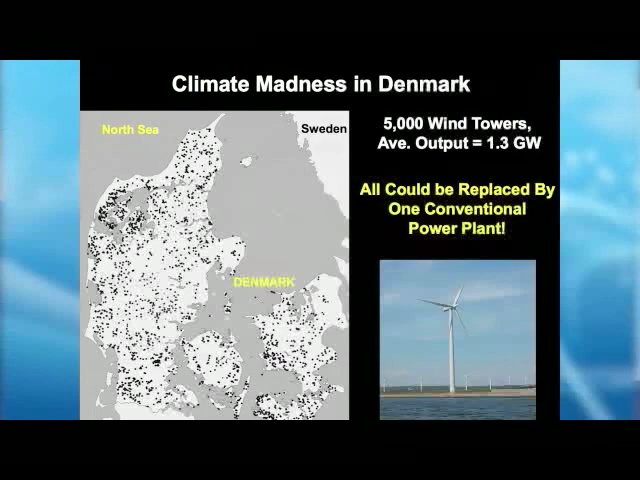 Climate Madness in Denmark
North Sea
Sweden
DENMARK
5,000 Wind Towers,
Ave. Output = 1.3 GW
All Could be Replaced By
One Conventional
Power Plant!